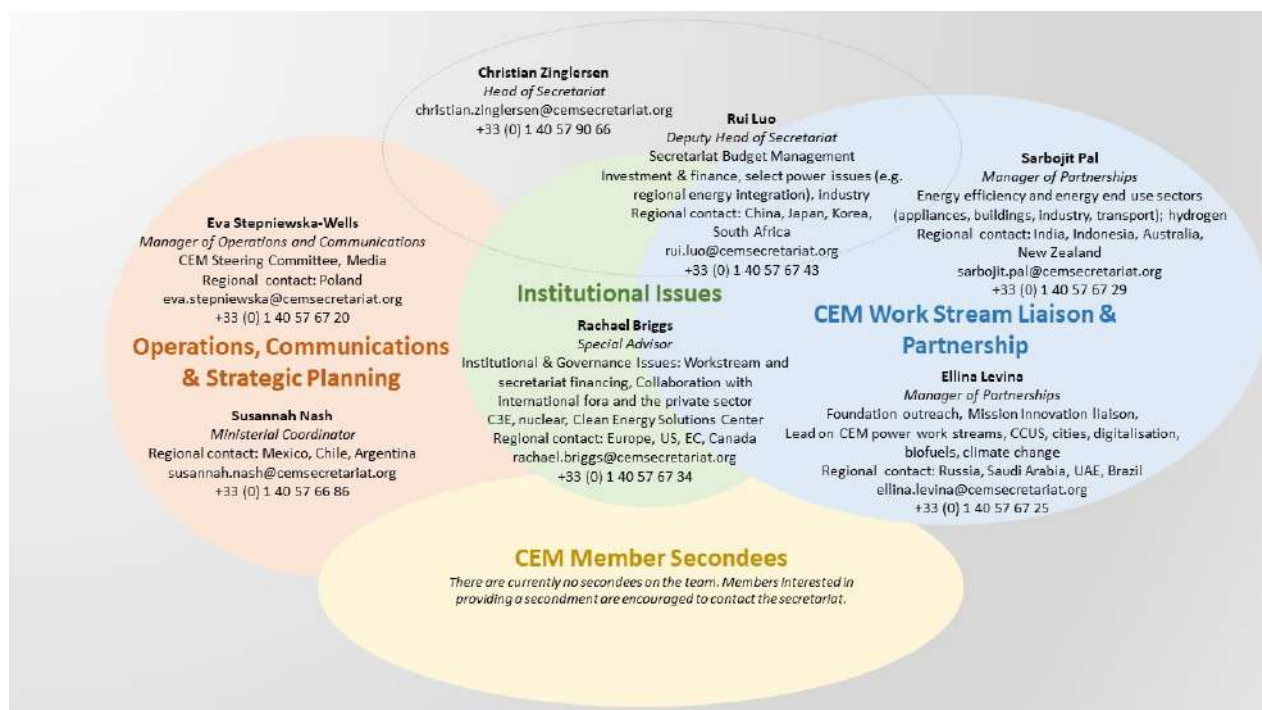 Christian Zinglersen
Head of Secretariat
christian.zinglersen@cemsecretariat.org
+33 (0) 1 40 57 90 66
Rui Luo
Deputy Head of Secretariat
Secretariat Budget Management
Investment & finance, select power issues (e.g.
regional energy integration), industry
Regional contact: China, Japan, Korea,
South Africa
rui.luo@cemsecretariat.org
+33 (0) 1 40 57 67 43
Sarbojit Pal
Manager of Partnerships
Energy efficiency and energy end use sectors
(appliances, buildings, industry, transport); hydrogen
Regional contact: India, Indonesia, Australia,
New Zealand
sarbojit.pal@cemsecretariat.org
+33 (0) 1 40 57 67 29
Eva Stepniewska-Wells
Manager of Operations and Communications
CEM Steering Committee, Media
Regional contact: Poland
eva.stepniewska@cemsecretariat.org
+33 (0) 1 40 57 67 20
Operations, Communications
& Strategic Planning
Susannah Nash
Ministerial Coordinator
Regional contact: Mexico, Chile, Argentina
susannah.nash@cemsecretariat.org
+33 (0) 1 40 57 66 86
Institutional Issues
Rachael Briggs
Special Advisor
Institutional & Governance Issues: Workstream and
secretariat financing, Collaboration with
international fora and the private sector
C3E, nuclear, Clean Energy Solutions Center
Regional contact: Europe, US, EC, Canada
rachael.briggs@cemsecretariat.org
+33 (0) 1 40 57 67 34
CEM Work Stream Liaison &
Partnership
Ellina Levina
Manager of Partnerships
Foundation outreach, Mission Innovation liaison,
Lead on CEM power work streams, CCUS, cities, digitalisation,
biofuels, climate change
Regional contact: Russia, Saudi Arabia, UAE, Brazil
ellina.levina@cemsecretariat.org
+33 (0) 1 40 57 67 25
CEM Member Secondees
There are currently no secondees on the team. Members interested in
providing a secondment are encouraged to contact the secretariat.